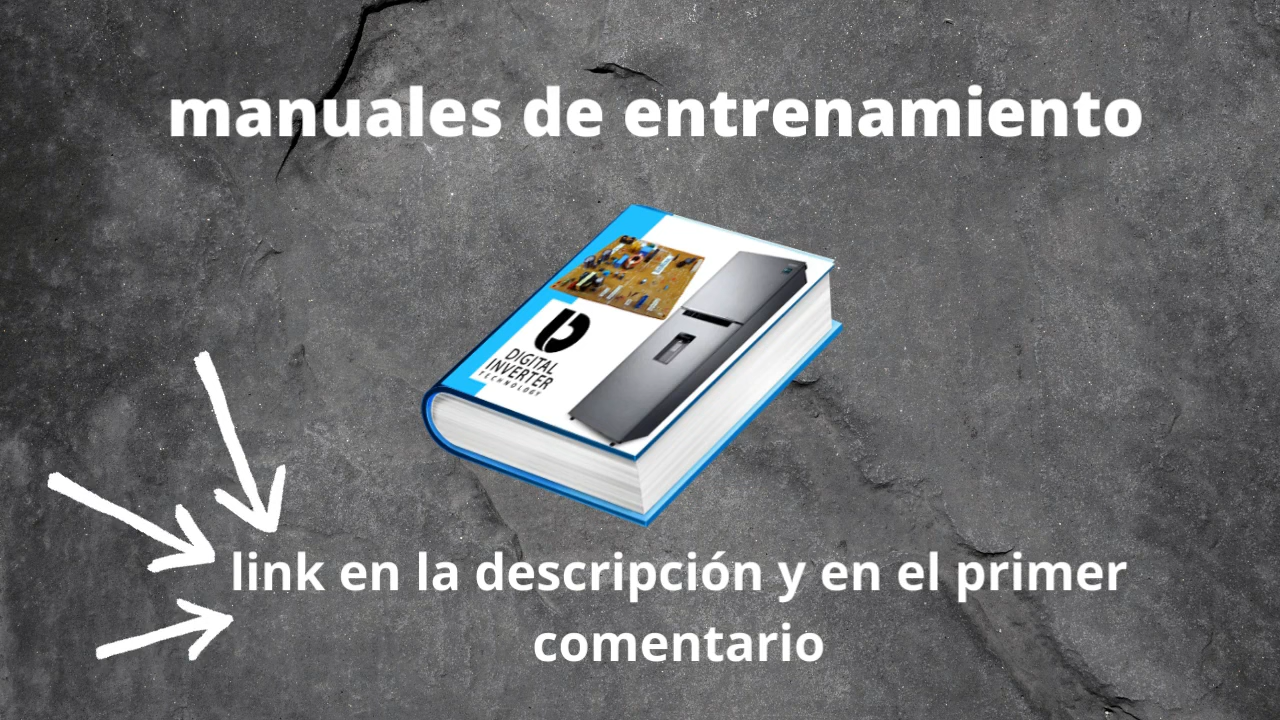 manuales de entrenamiento
DIGITAL
INVERTER
TECHNOLOGY
link en la descripción y en el primer
comentario